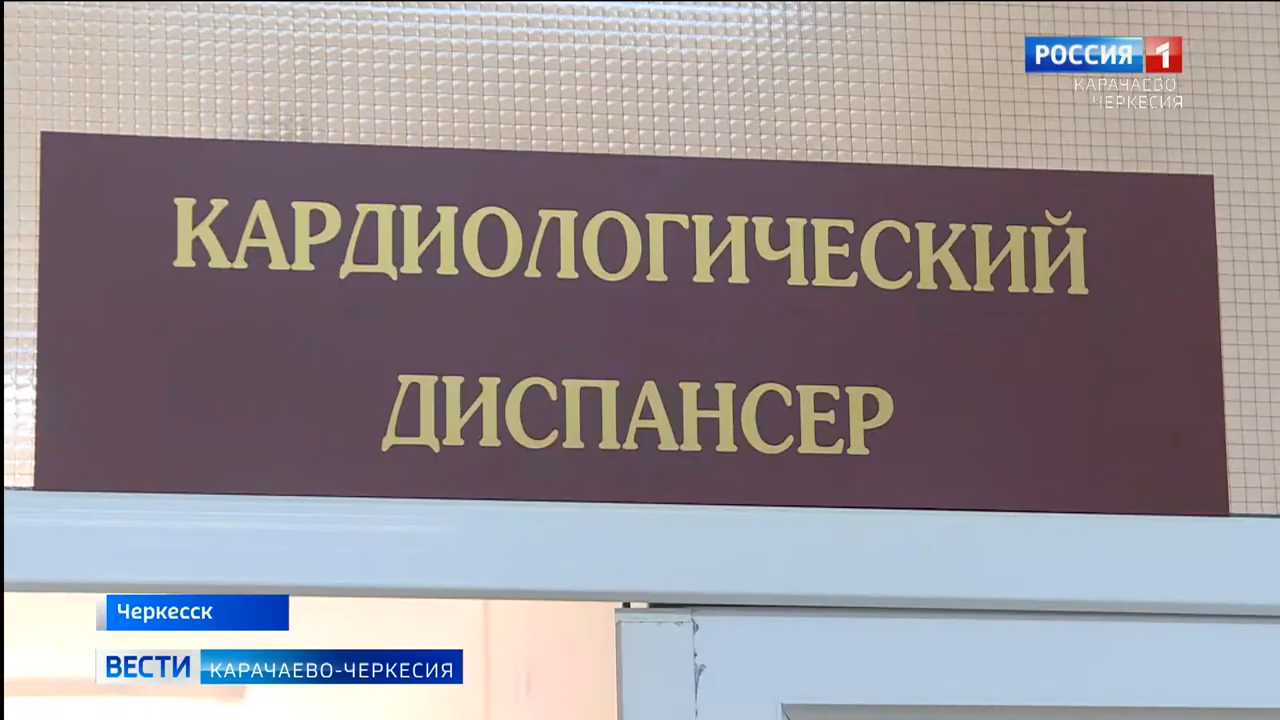 РОССИЯ 1
КАРАЧАЕВО
ЧЕРКЕСИЯ
КАРДИОЛОГИЧЕСКИЙ
ДИСПАНСЕР
Черкесск
ВЕСТИ КАРАЧАЕВО-ЧЕРКЕСИЯ